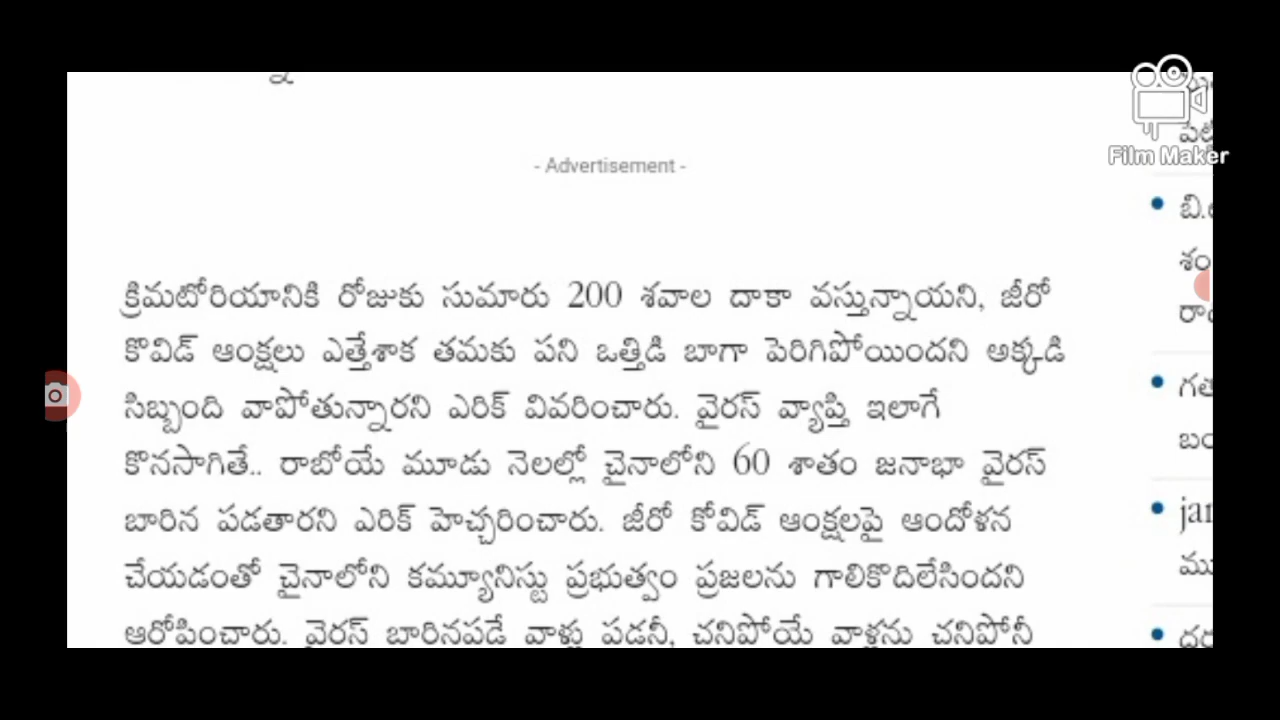 - Advertisement -
Film Maker
క్రిమటోరియానికి రోజుకు సుమారు 200 శవాల దాకా వస్తున్నాయని, జీరో
కొవిడ్ ఆంక్షలు ఎత్తేశాక తమకు పని ఒత్తిడి బాగా పెరిగిపోయిందని అక్కడి
సిబ్బంది వాపోతున్నారని ఎరిక్ వివరించారు. వైరస్ వ్యాప్తి ఇలాగే
కొనసాగితే.. రాబోయే మూడు నెలల్లో చైనాలోని 60 శాతం జనాభా వైరస్
బారిన పడతారని ఎరిక్ హెచ్చరించారు. జీరో కోవిడ్ ఆంక్షలపై ఆందోళన
చేయడంతో చైనాలోని కమ్యూనిస్టు ప్రభుత్వం ప్రజలను గాలికొదిలేసిందని
ఆరోపించారు. వైరస్ బారినపడే వాళ్లు పడనీ, చనిపోయే వాళ్లను చనిపోనీ